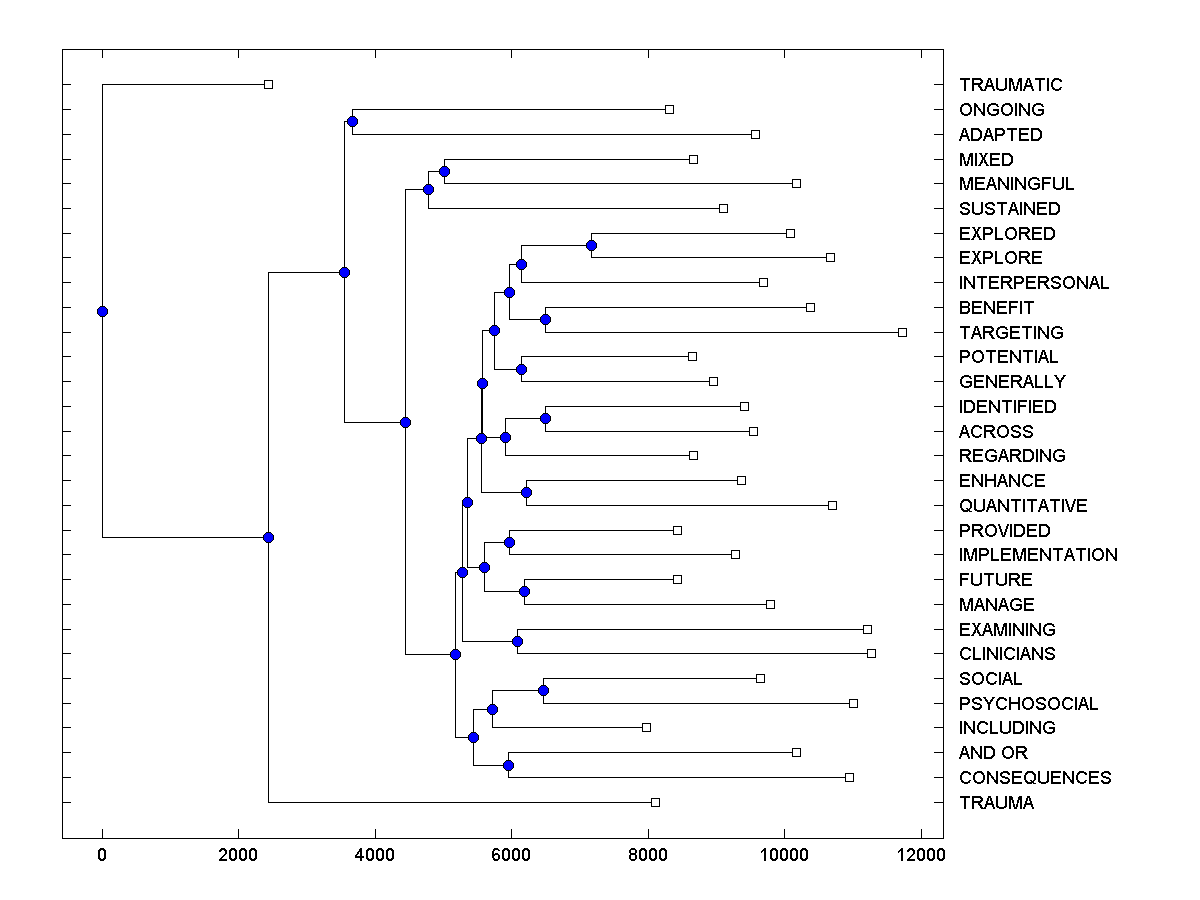 TRAUMATIC
ONGOING
ADAPTED
MIXED
MEANINGFUL
SUSTAINED
EXPLORED
EXPLORE
INTERPERSONAL
BENEFIT
TARGETING
POTENTIAL
GENERALLY
IDENTIFIED
ACROSS
REGARDING
ENHANCE
QUANTITATIVE
PROVIDED
IMPLEMENTATION
FUTURE
MANAGE
EXAMINING
CLINICIANS
SOCIAL
PSYCHOSOCIAL
INCLUDING
AND OR
CONSEQUENCES
TRAUMA
0 2000 4000 6000 8000 10000 12000